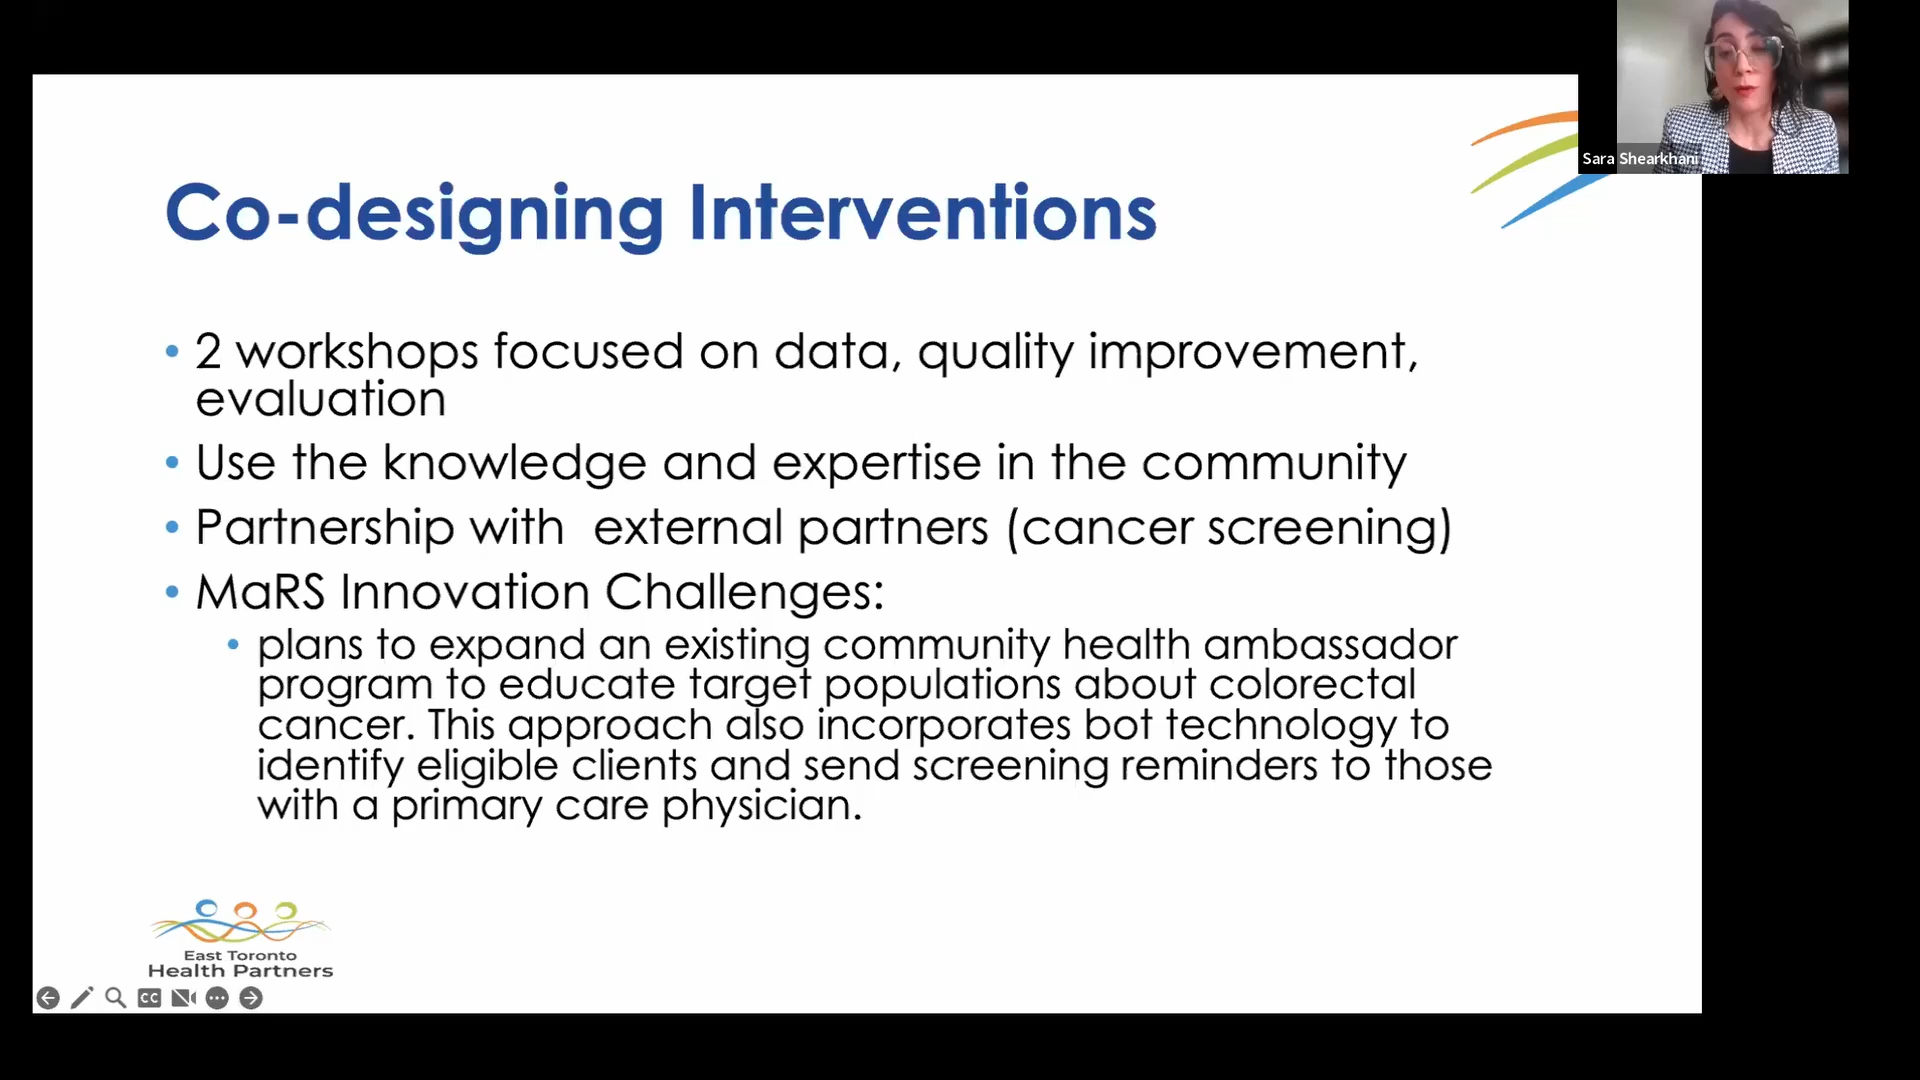 Sara Shearkhani
Co-designing Interventions
• 2 workshops focused on data, quality improvement,
evaluation
• Use the knowledge and expertise in the community
• Partnership with  external partners (cancer screening)
• MaRS Innovation Challenges:
• plans to expand an existing community health ambassador
program to educate target populations about colorectal
cancer. This approach also incorporates bot technology to
identify eligible clients and send screening reminders to those
with a primary care physician.
East Toronto
Health Partners
CC